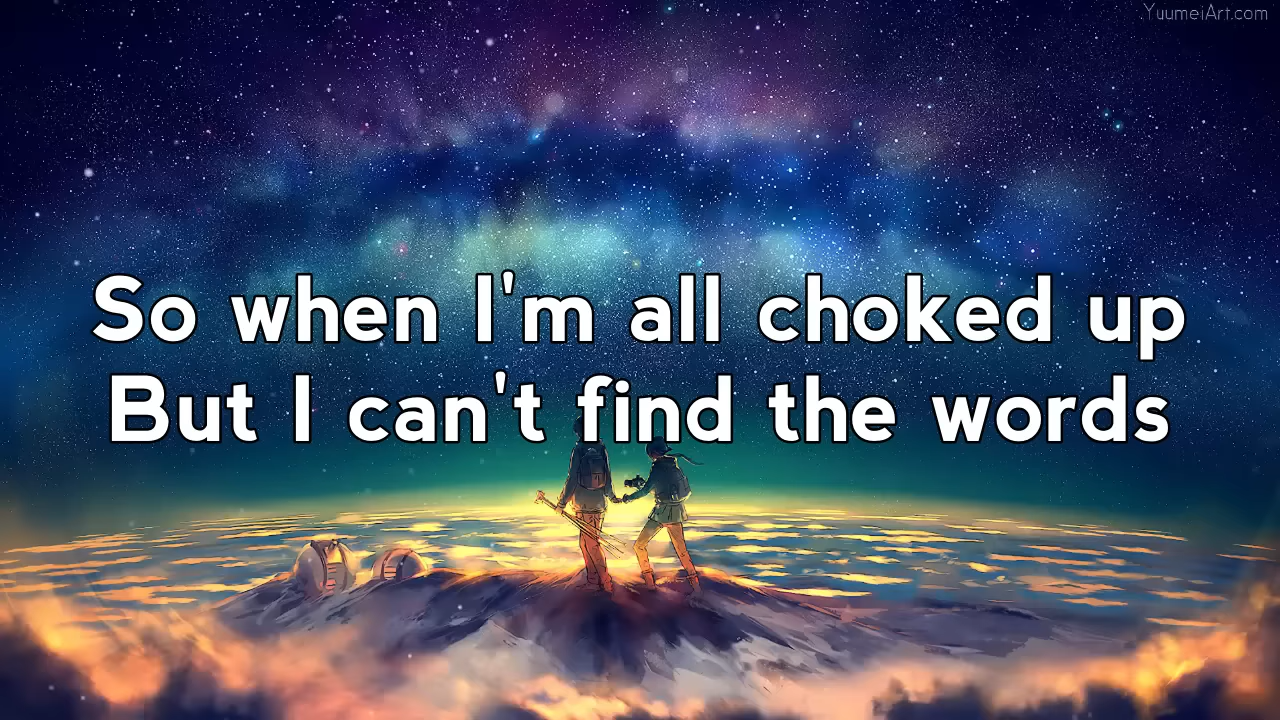 YuumeiArt.com
So when I'm all choked up
But I can't find the words